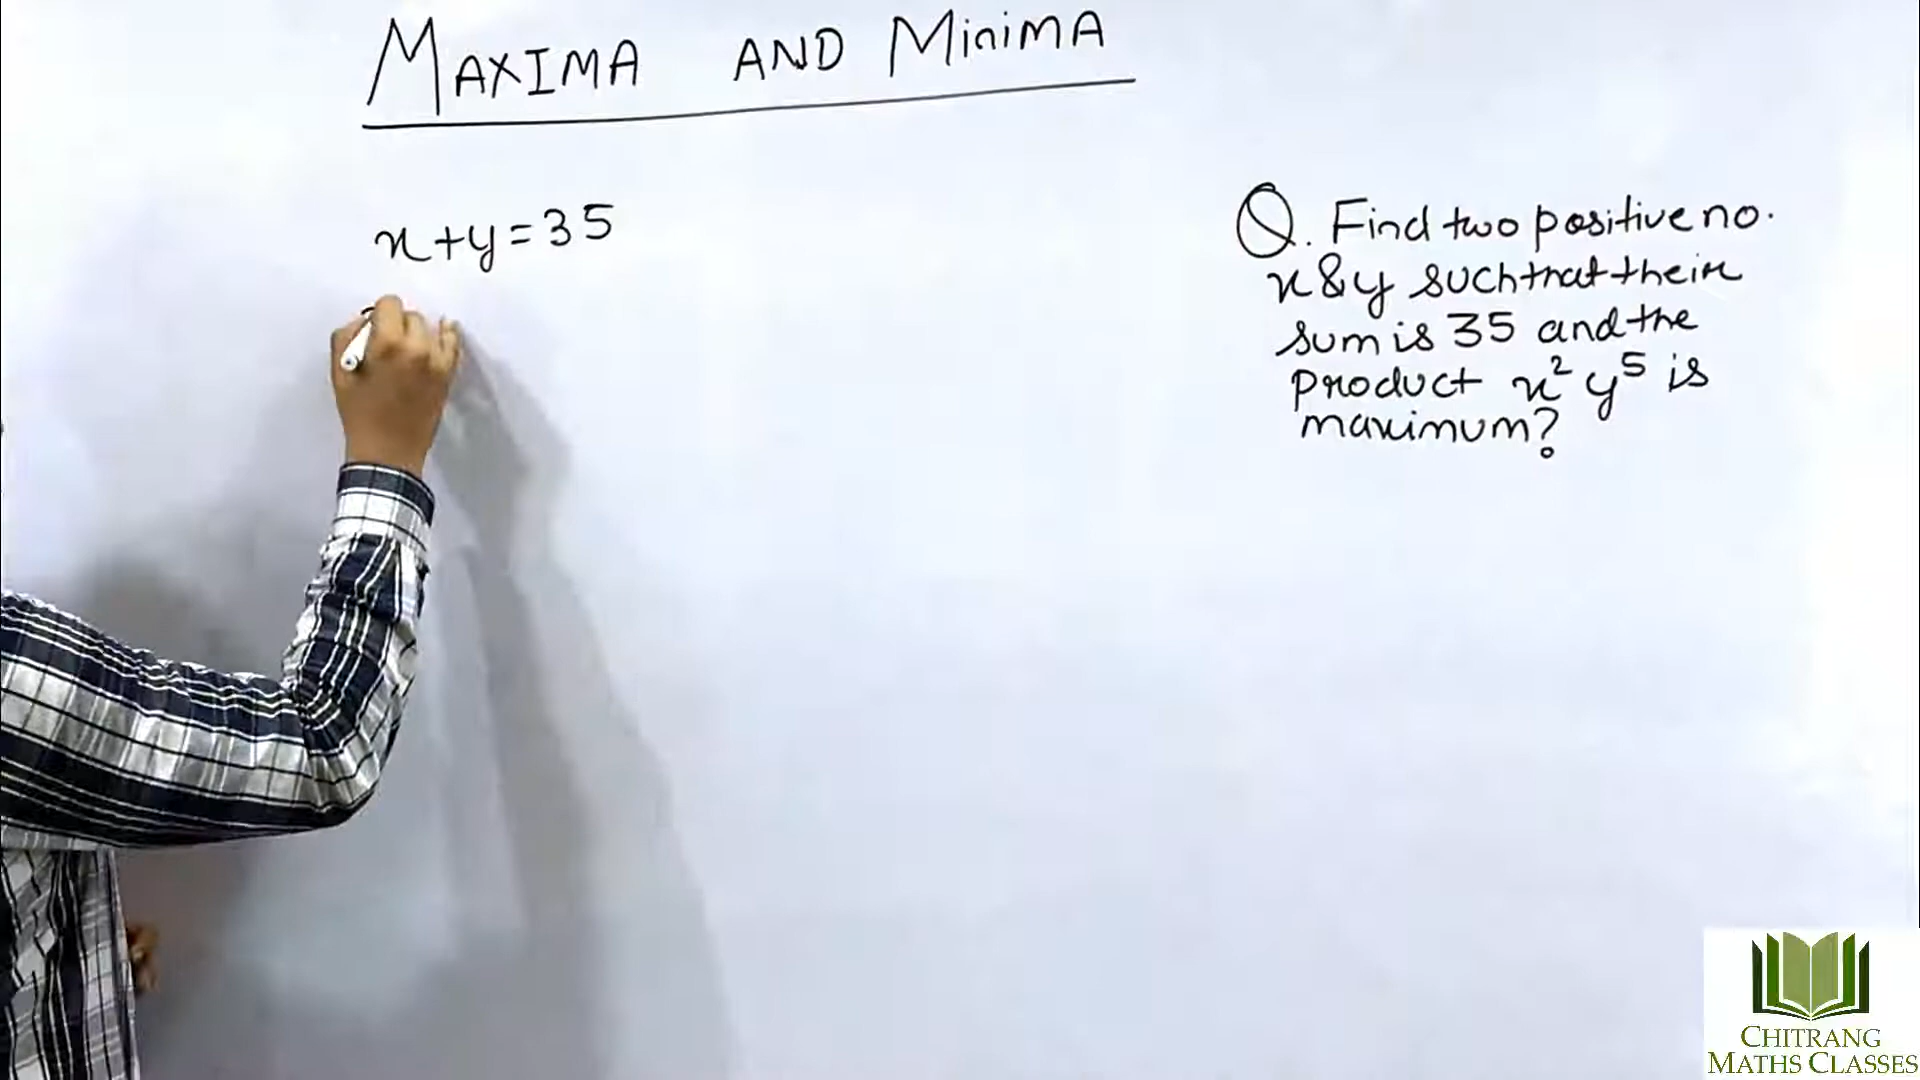 MAXIMA AND MiniMA
x+y=35
Q. Find two positive no.
x & y such that their
sum is 35 and the
product x² y⁵ is
maximum?
CHITRANG
MATHS CLASSES